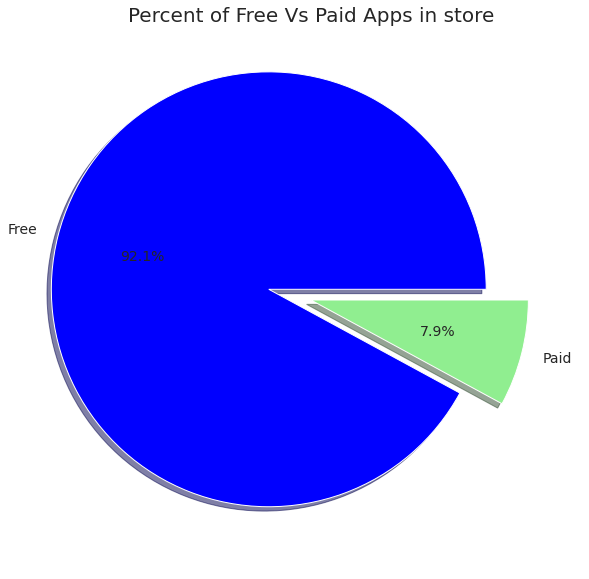 Percent of Free Vs Paid Apps in store
Free
92.1%
7.9%
Paid